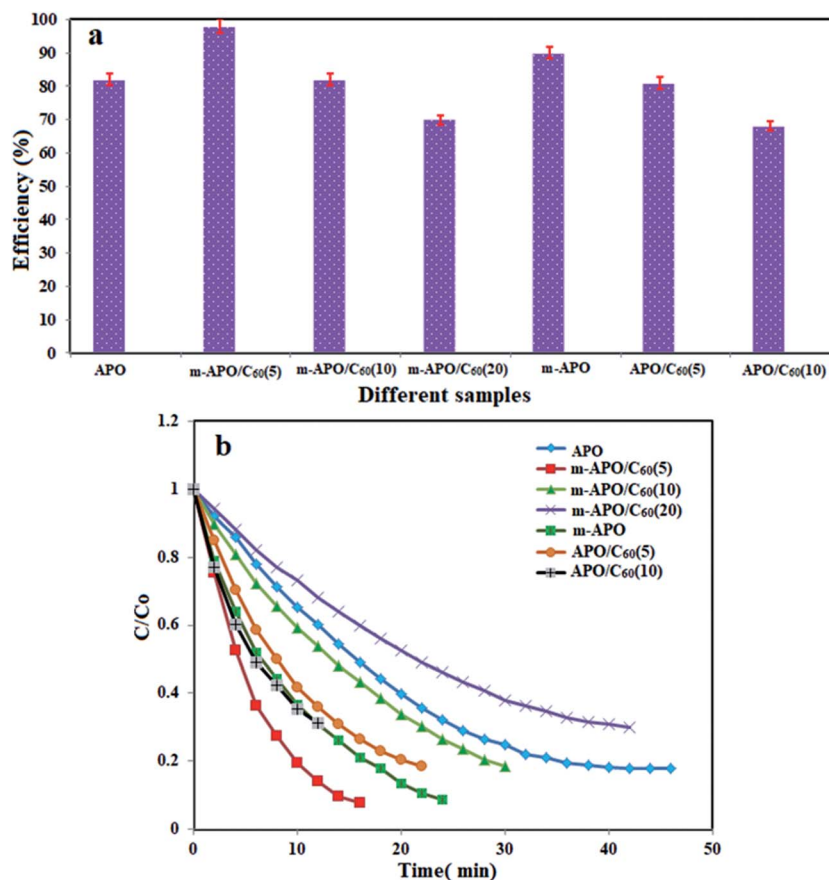 a
100
90
80
70
60
50
40
30
20
10
0
Efficiency (%)
APO m-APO/C₆₀(5) m-APO/C₆₀(10) m-APO/C₆₀(20) m-APO APO/C₆₀(5) APO/C₆₀(10)
Different samples
b
1.2
1
0.8
0.6
0.4
0.2
0
C/Co
APO
m-APO/C₆₀(5)
m-APO/C₆₀(10)
m-APO/C₆₀(20)
m-APO
APO/C₆₀(5)
APO/C₆₀(10)
0 10 20 30 40 50
Time( min)